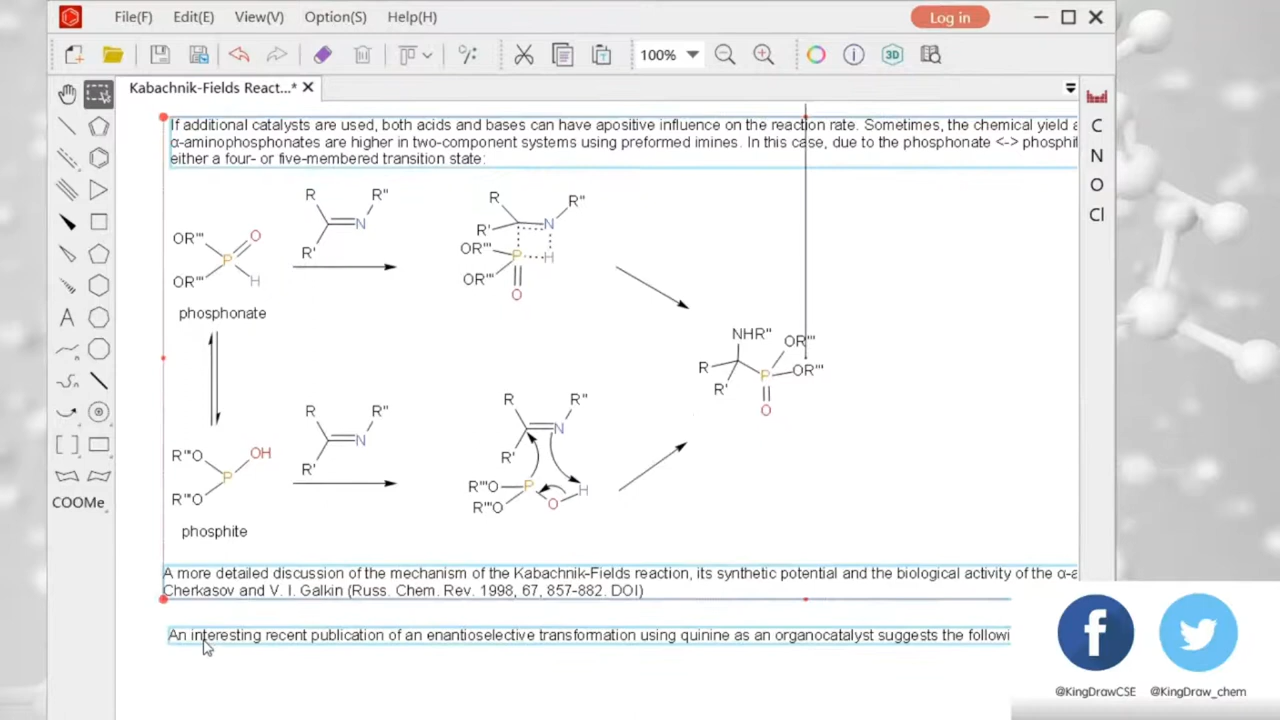 File(F) Edit(E) View(V) Option(S) Help(H) Log in
100% 3D
Kabachnik-Fields React...*
If additional catalysts are used, both acids and bases can have apositive influence on the reaction rate. Sometimes, the chemical yield
α-aminophosphonates are higher in two-component systems using preformed imines. In this case, due to the phosphonate <->
either a four- or five-membered transition state:
C
N
O
Cl
A
COOMe
R R" N R'
OR''' O
P
OR''' H
phosphonate
R R" N R'
OR''' P H
OR''' O
NHR" OR'''
R P OR'''
R' O
R R" N R'
R'''O OH
P
R'''O
phosphite
R R" N R'
R'''O P H
R'''O O
A more detailed discussion of the mechanism of the Kabachnik-Fields reaction, its synthetic potential and the biological activity of the
Cherkasov and V. I. Galkin (Russ. Chem. Rev. 1998, 67, 857-882. DOI)
An interesting recent publication of an enantioselective transformation using quinine as an organocatalyst suggests the followi
@KingDrawCSE @KingDraw_chem